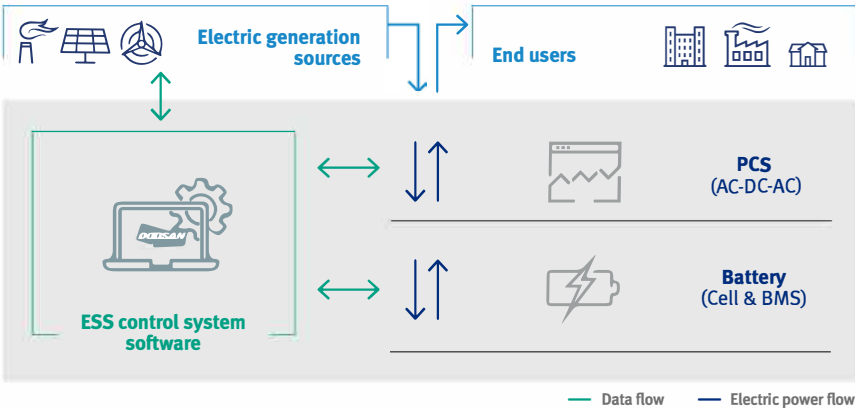 Electric generation
sources
End users
PCS
(AC-DC-AC)
DOOSAN
Battery
(Cell & BMS)
ESS control system
software
Data flow
Electric power flow